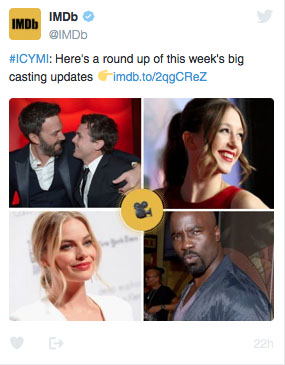 IMDb
IMDb
@IMDb
#ICYMI: Here's a round up of this week's big
casting updates 👉imdb.to/2qgCReZ
22h